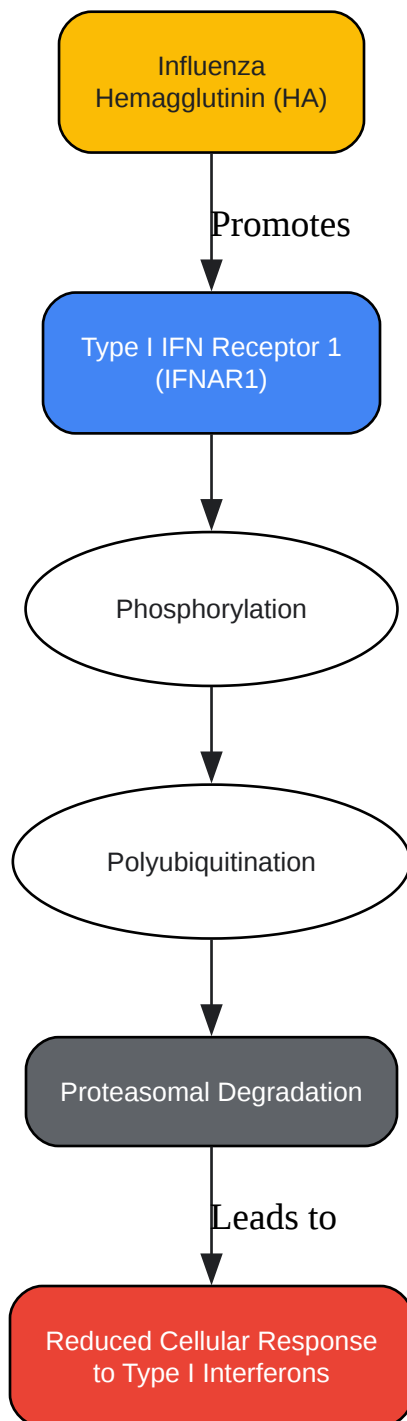 Influenza
Hemagglutinin (HA)
Promotes
Type I IFN Receptor 1
(IFNAR1)
Phosphorylation
Polyubiquitination
Proteasomal Degradation
Leads to
Reduced Cellular Response
to Type I Interferons